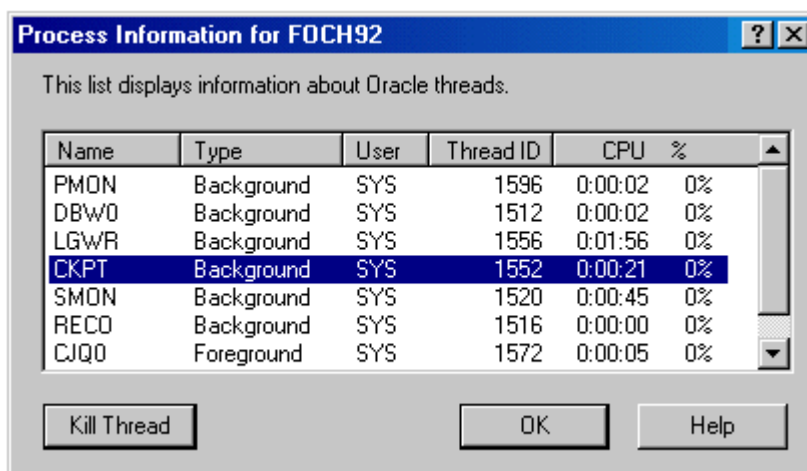 Process Information for FOCH92 ? X
This list displays information about Oracle threads.
Name Type User Thread ID CPU %
PMON Background SYS 1596 0:00:02 0%
DBW0 Background SYS 1512 0:00:02 0%
LGWR Background SYS 1556 0:01:56 0%
CKPT Background SYS 1552 0:00:21 0%
SMON Background SYS 1520 0:00:45 0%
RECO Background SYS 1516 0:00:00 0%
CJQ0 Foreground SYS 1572 0:00:05 0%
Kill Thread OK Help